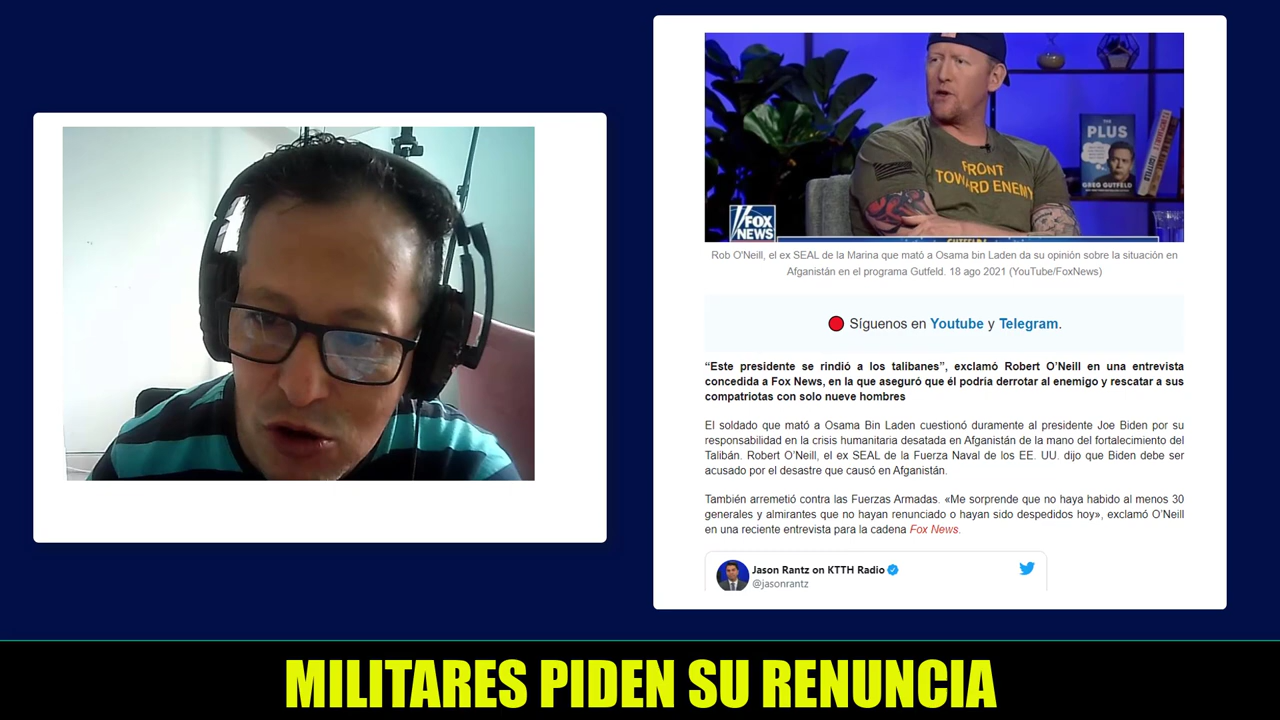 FRONT
TOWARD ENEMY
THE
PLUS
GREG GUTFELD
FOX
NEWS
Rob O'Neill, el ex SEAL de la Marina que mató a Osama bin Laden da su opinión sobre la situación en
Afganistán en el programa Gutfeld. 18 ago 2021 (YouTube/FoxNews)
Síguenos en Youtube y Telegram.
“Este presidente se rindió a los talibanes”, exclamó Robert O’Neill en una entrevista
concedida a Fox News, en la que aseguró que él podría derrotar al enemigo y rescatar a sus
compatriotas con solo nueve hombres
El soldado que mató a Osama Bin Laden cuestionó duramente al presidente Joe Biden por su
responsabilidad en la crisis humanitaria desatada en Afganistán de la mano del fortalecimiento del
Talibán. Robert O’Neill, el ex SEAL de la Fuerza Naval de los EE. UU. dijo que Biden debe ser
acusado por el desastre que causó en Afganistán.
También arremetió contra las Fuerzas Armadas. «Me sorprende que no haya habido al menos 30
generales y almirantes que no hayan renunciado o hayan sido despedidos hoy», exclamó O’Neill
en una reciente entrevista para la cadena Fox News.
Jason Rantz on KTTH Radio
@jasonrantz
MILITARES PIDEN SU RENUNCIA